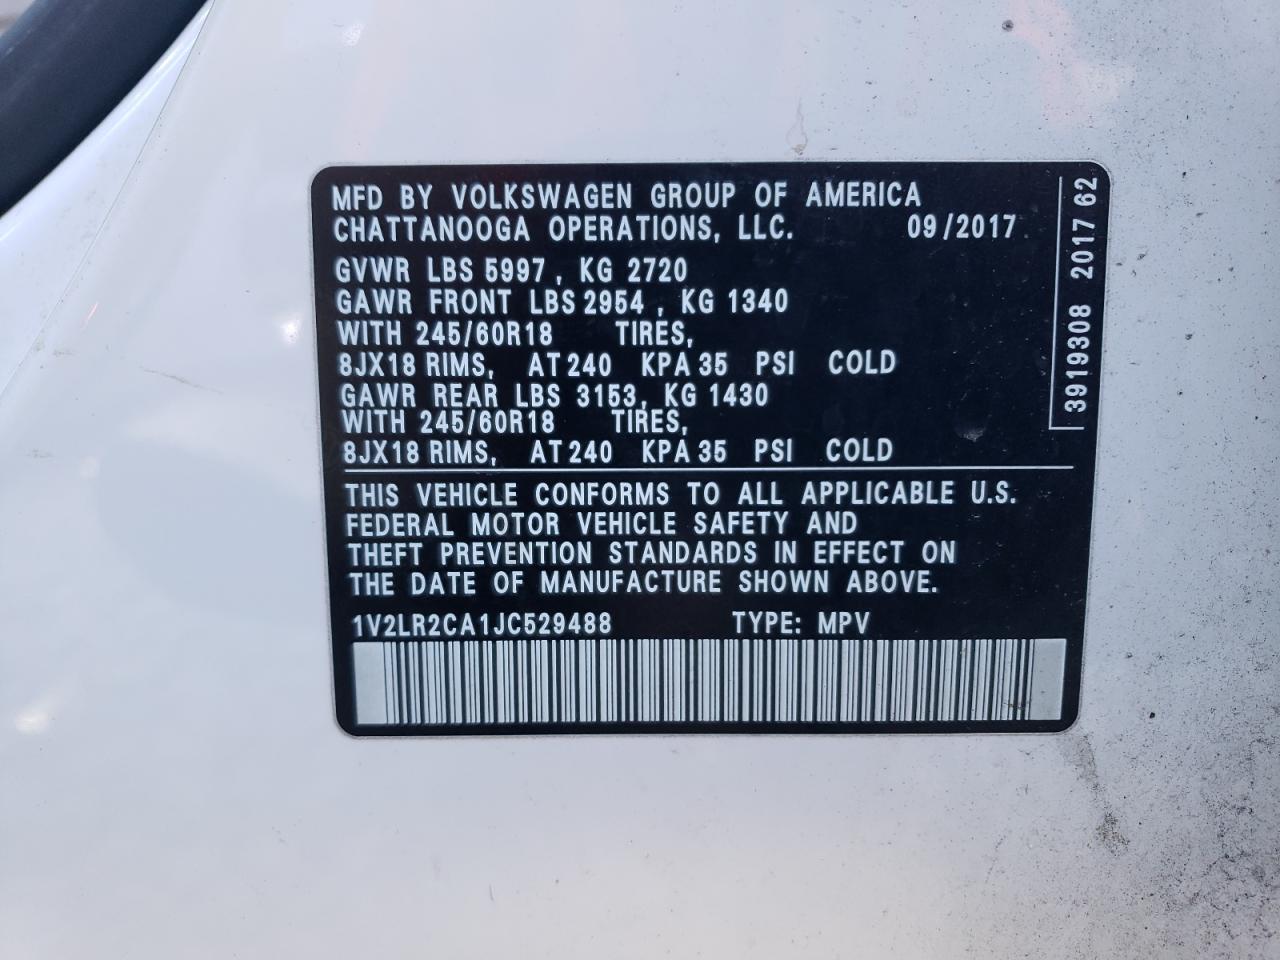 MFD BY VOLKSWAGEN GROUP OF AMERICA
CHATTANOOGA OPERATIONS, LLC. 09/2017
GVWR LBS 5997, KG 2720
GAWR FRONT LBS 2954, KG 1340
WITH 245/60R18 TIRES,
8JX18 RIMS, AT 240 KPA 35 PSI COLD
GAWR REAR LBS 3153, KG 1430
WITH 245/60R18 TIRES,
8JX18 RIMS, AT 240 KPA 35 PSI COLD
THIS VEHICLE CONFORMS TO ALL APPLICABLE U.S.
FEDERAL MOTOR VEHICLE SAFETY AND
THEFT PREVENTION STANDARDS IN EFFECT ON
THE DATE OF MANUFACTURE SHOWN ABOVE.
1V2LR2CA1JC529488 TYPE: MPV
3919308 2017 62